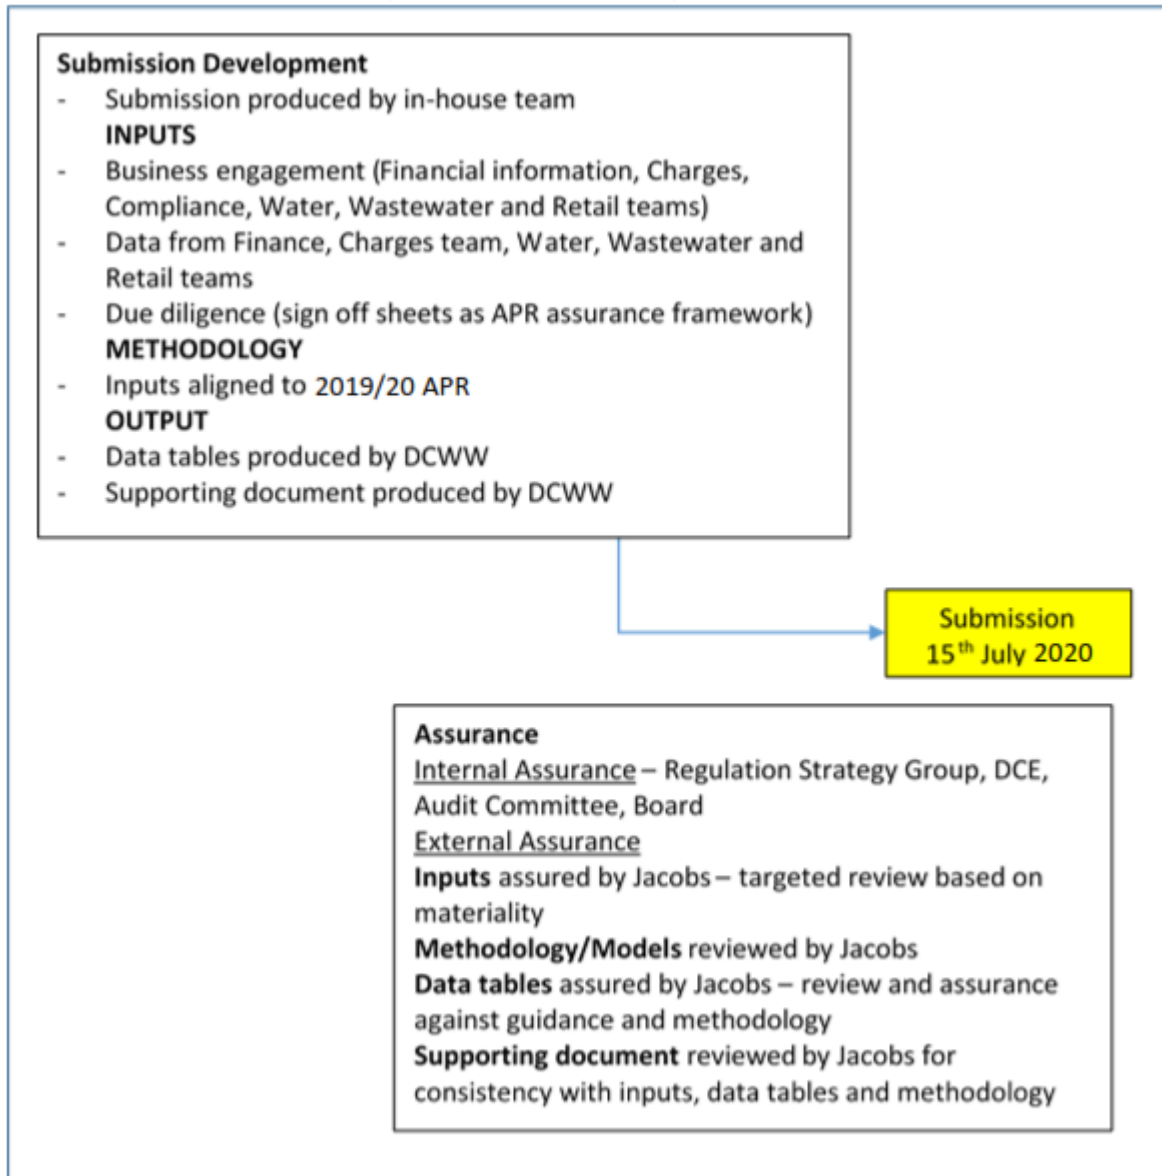 Submission Development
- Submission produced by in-house team
INPUTS
- Business engagement (Financial information, Charges,
Compliance, Water, Wastewater and Retail teams)
- Data from Finance, Charges team, Water, Wastewater and
Retail teams
- Due diligence (sign off sheets as APR assurance framework)
METHODOLOGY
- Inputs aligned to 2019/20 APR
OUTPUT
- Data tables produced by DCWW
- Supporting document produced by DCWW
Submission
15th July 2020
Assurance
Internal Assurance – Regulation Strategy Group, DCE,
Audit Committee, Board
External Assurance
Inputs assured by Jacobs – targeted review based on
materiality
Methodology/Models reviewed by Jacobs
Data tables assured by Jacobs – review and assurance
against guidance and methodology
Supporting document reviewed by Jacobs for
consistency with inputs, data tables and methodology